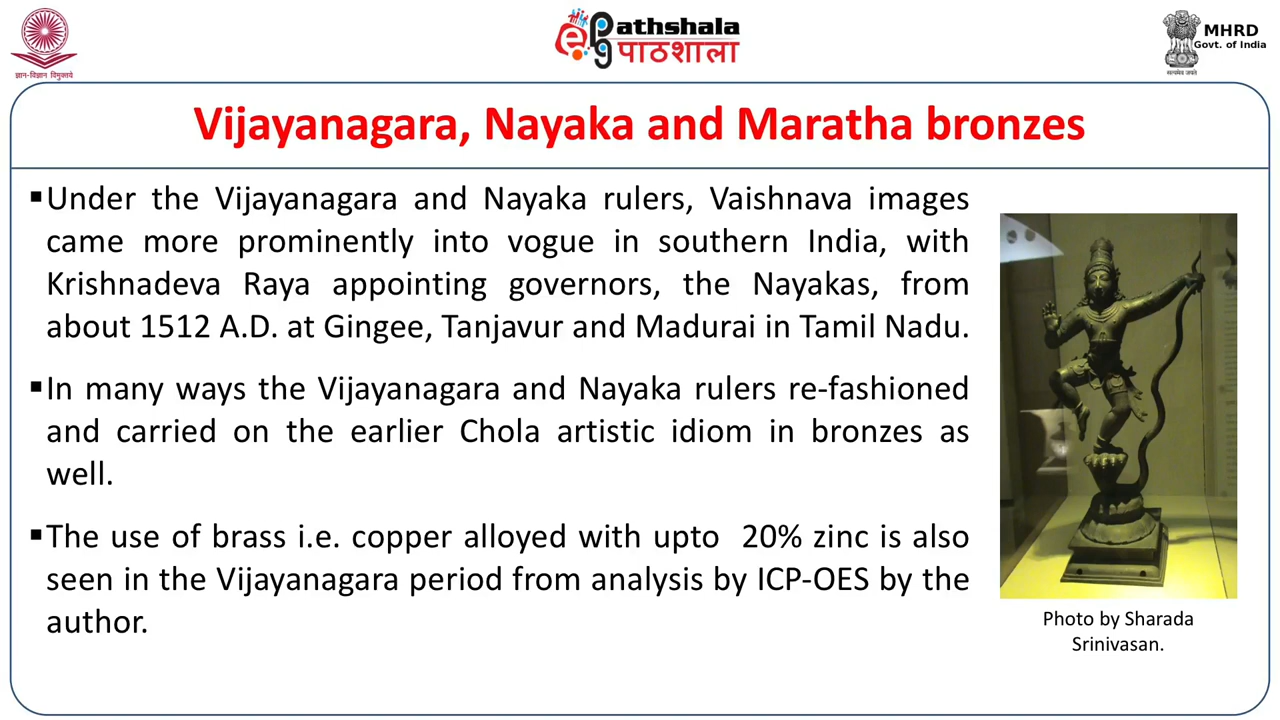 ज्ञान-विज्ञान विमुक्तये
ePathshala
पाठशाला
MHRD
Govt. of India
सत्यमेव जयते
Vijayanagara, Nayaka and Maratha bronzes
▪Under the Vijayanagara and Nayaka rulers, Vaishnava images
came more prominently into vogue in southern India, with
Krishnadeva Raya appointing governors, the Nayakas, from
about 1512 A.D. at Gingee, Tanjavur and Madurai in Tamil Nadu.
▪In many ways the Vijayanagara and Nayaka rulers re-fashioned
and carried on the earlier Chola artistic idiom in bronzes as
well.
▪The use of brass i.e. copper alloyed with upto 20% zinc is also
seen in the Vijayanagara period from analysis by ICP-OES by the
author.
Photo by Sharada
Srinivasan.